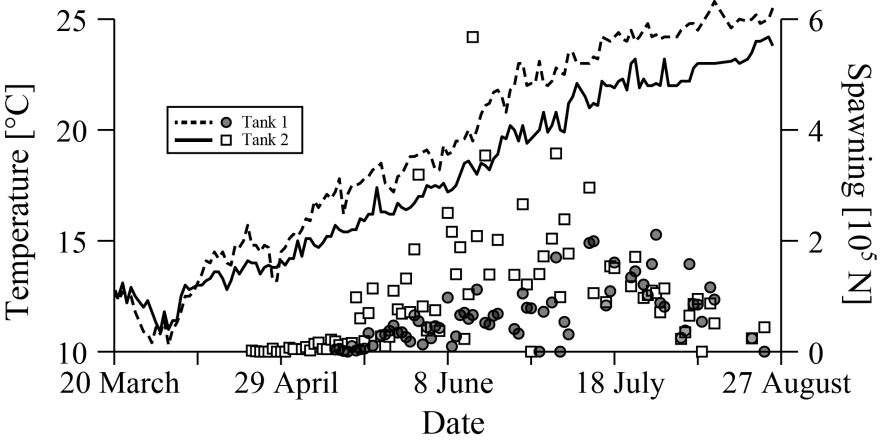 25
20
15
10
Temperature [°C]
Tank 1
Tank 2
6
4
2
0
Spawning [10⁵ N]
20 March
29 April
8 June
18 July
27 August
Date